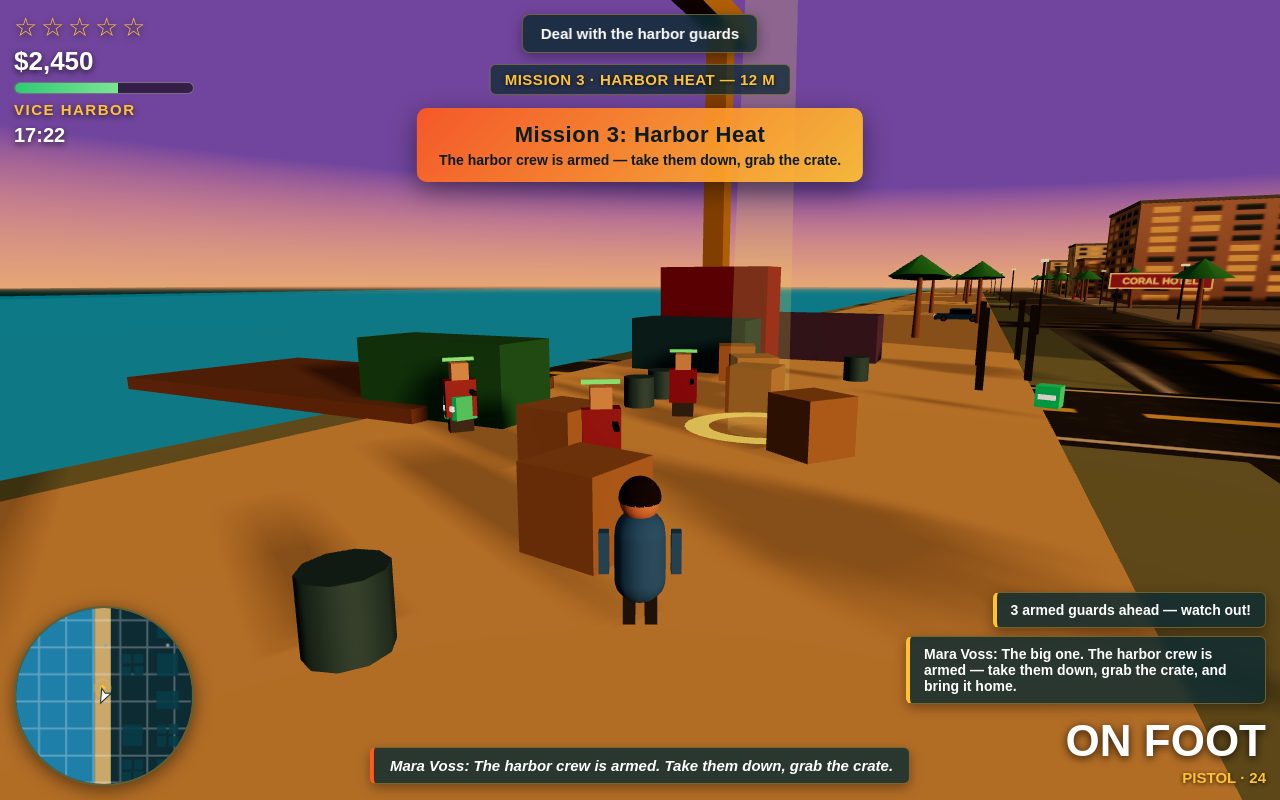 $2,450
VICE HARBOR
17:22
Deal with the harbor guards
MISSION 3 · HARBOR HEAT — 12 M
Mission 3: Harbor Heat
The harbor crew is armed — take them down, grab the crate.
CORAL HOTEL
3 armed guards ahead — watch out!
Mara Voss: The big one. The harbor crew is
armed — take them down, grab the crate, and
bring it home.
ON FOOT
PISTOL · 24
Mara Voss: The harbor crew is armed. Take them down, grab the crate.